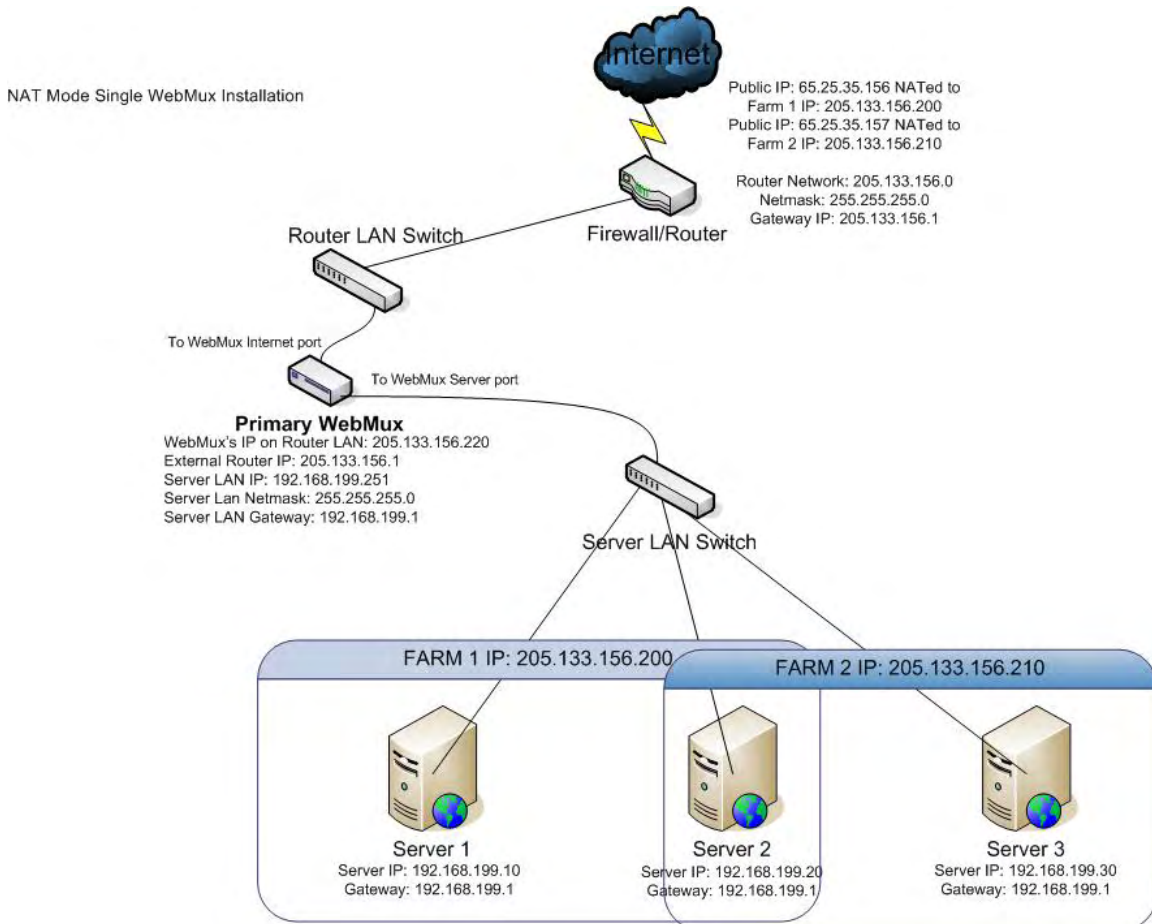 Internet
NAT Mode Single WebMux Installation
Public IP: 65.25.35.156 NATed to
Farm 1 IP: 205.133.156.200
Public IP: 65.25.35.157 NATed to
Farm 2 IP: 205.133.156.210
Router Network: 205.133.156.0
Netmask: 255.255.255.0
Gateway IP: 205.133.156.1
Firewall/Router
Router LAN Switch
To WebMux Internet port
To WebMux Server port
Primary WebMux
WebMux's IP on Router LAN: 205.133.156.220
External Router IP: 205.133.156.1
Server LAN IP: 192.168.199.251
Server Lan Netmask: 255.255.255.0
Server LAN Gateway: 192.168.199.1
Server LAN Switch
FARM 1 IP: 205.133.156.200
FARM 2 IP: 205.133.156.210
Server 1
Server IP: 192.168.199.10
Gateway: 192.168.199.1
Server 2
Server IP: 192.168.199.20
Gateway: 192.168.199.1
Server 3
Server IP: 192.168.199.30
Gateway: 192.168.199.1